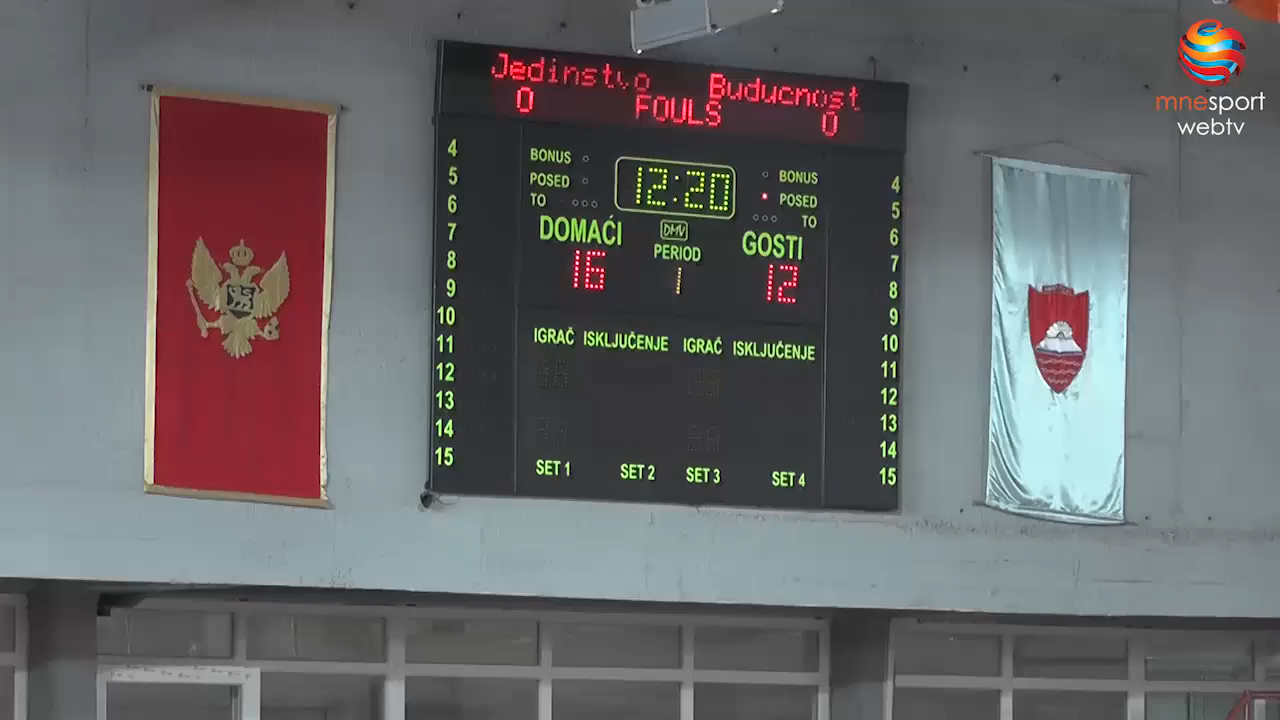 mnesport
webtv
Jedinstvo Buducnost
0 FOULS 0
BONUS 12:20 BONUS
POSED POSED
TO TO
DOMAĆI DMV GOSTI
PERIOD
16 1 12
IGRAČ ISKLJUČENJE IGRAČ ISKLJUČENJE
SET 1 SET 2 SET 3 SET 4
4 4
5 5
6 6
7 7
8 8
9 9
10 10
11 11
12 12
13 13
14 14
15 15